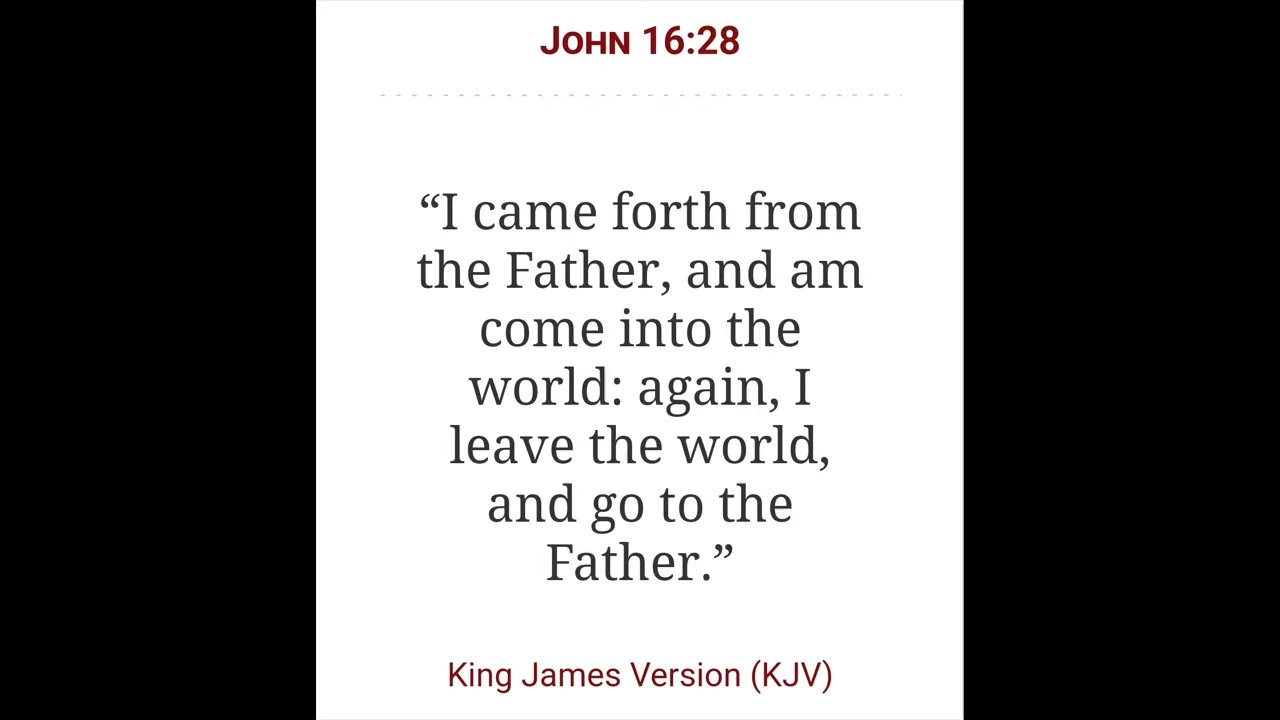 John 16:28
“I came forth from
the Father, and am
come into the
world: again, I
leave the world,
and go to the
Father.”
King James Version (KJV)